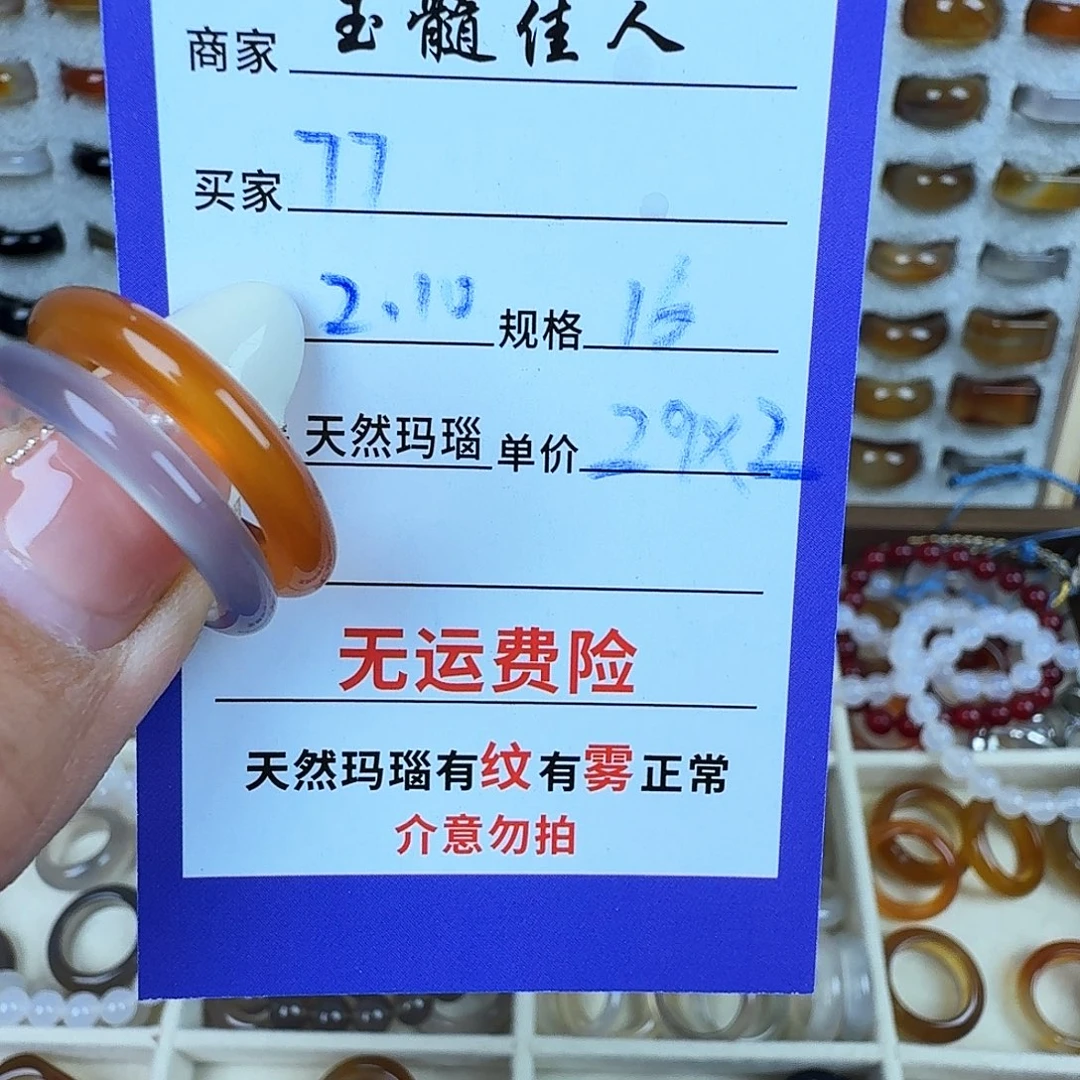 商家 玉髓佳人
买家 77
2.10 规格 15
天然玛瑙 单价 29x2
无运费险
天然玛瑙有纹有雾正常
介意勿拍